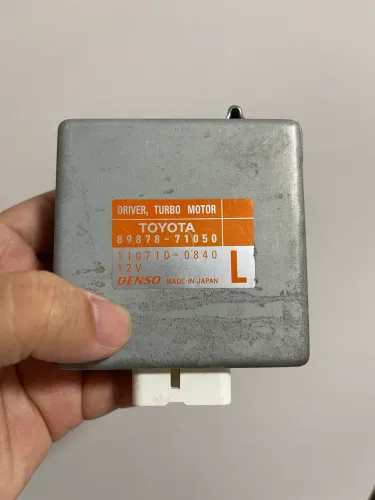 DRIVER, TURBO MOTOR
TOYOTA
89878-71050
110710-0840
12V
L
DENSO MADE IN JAPAN